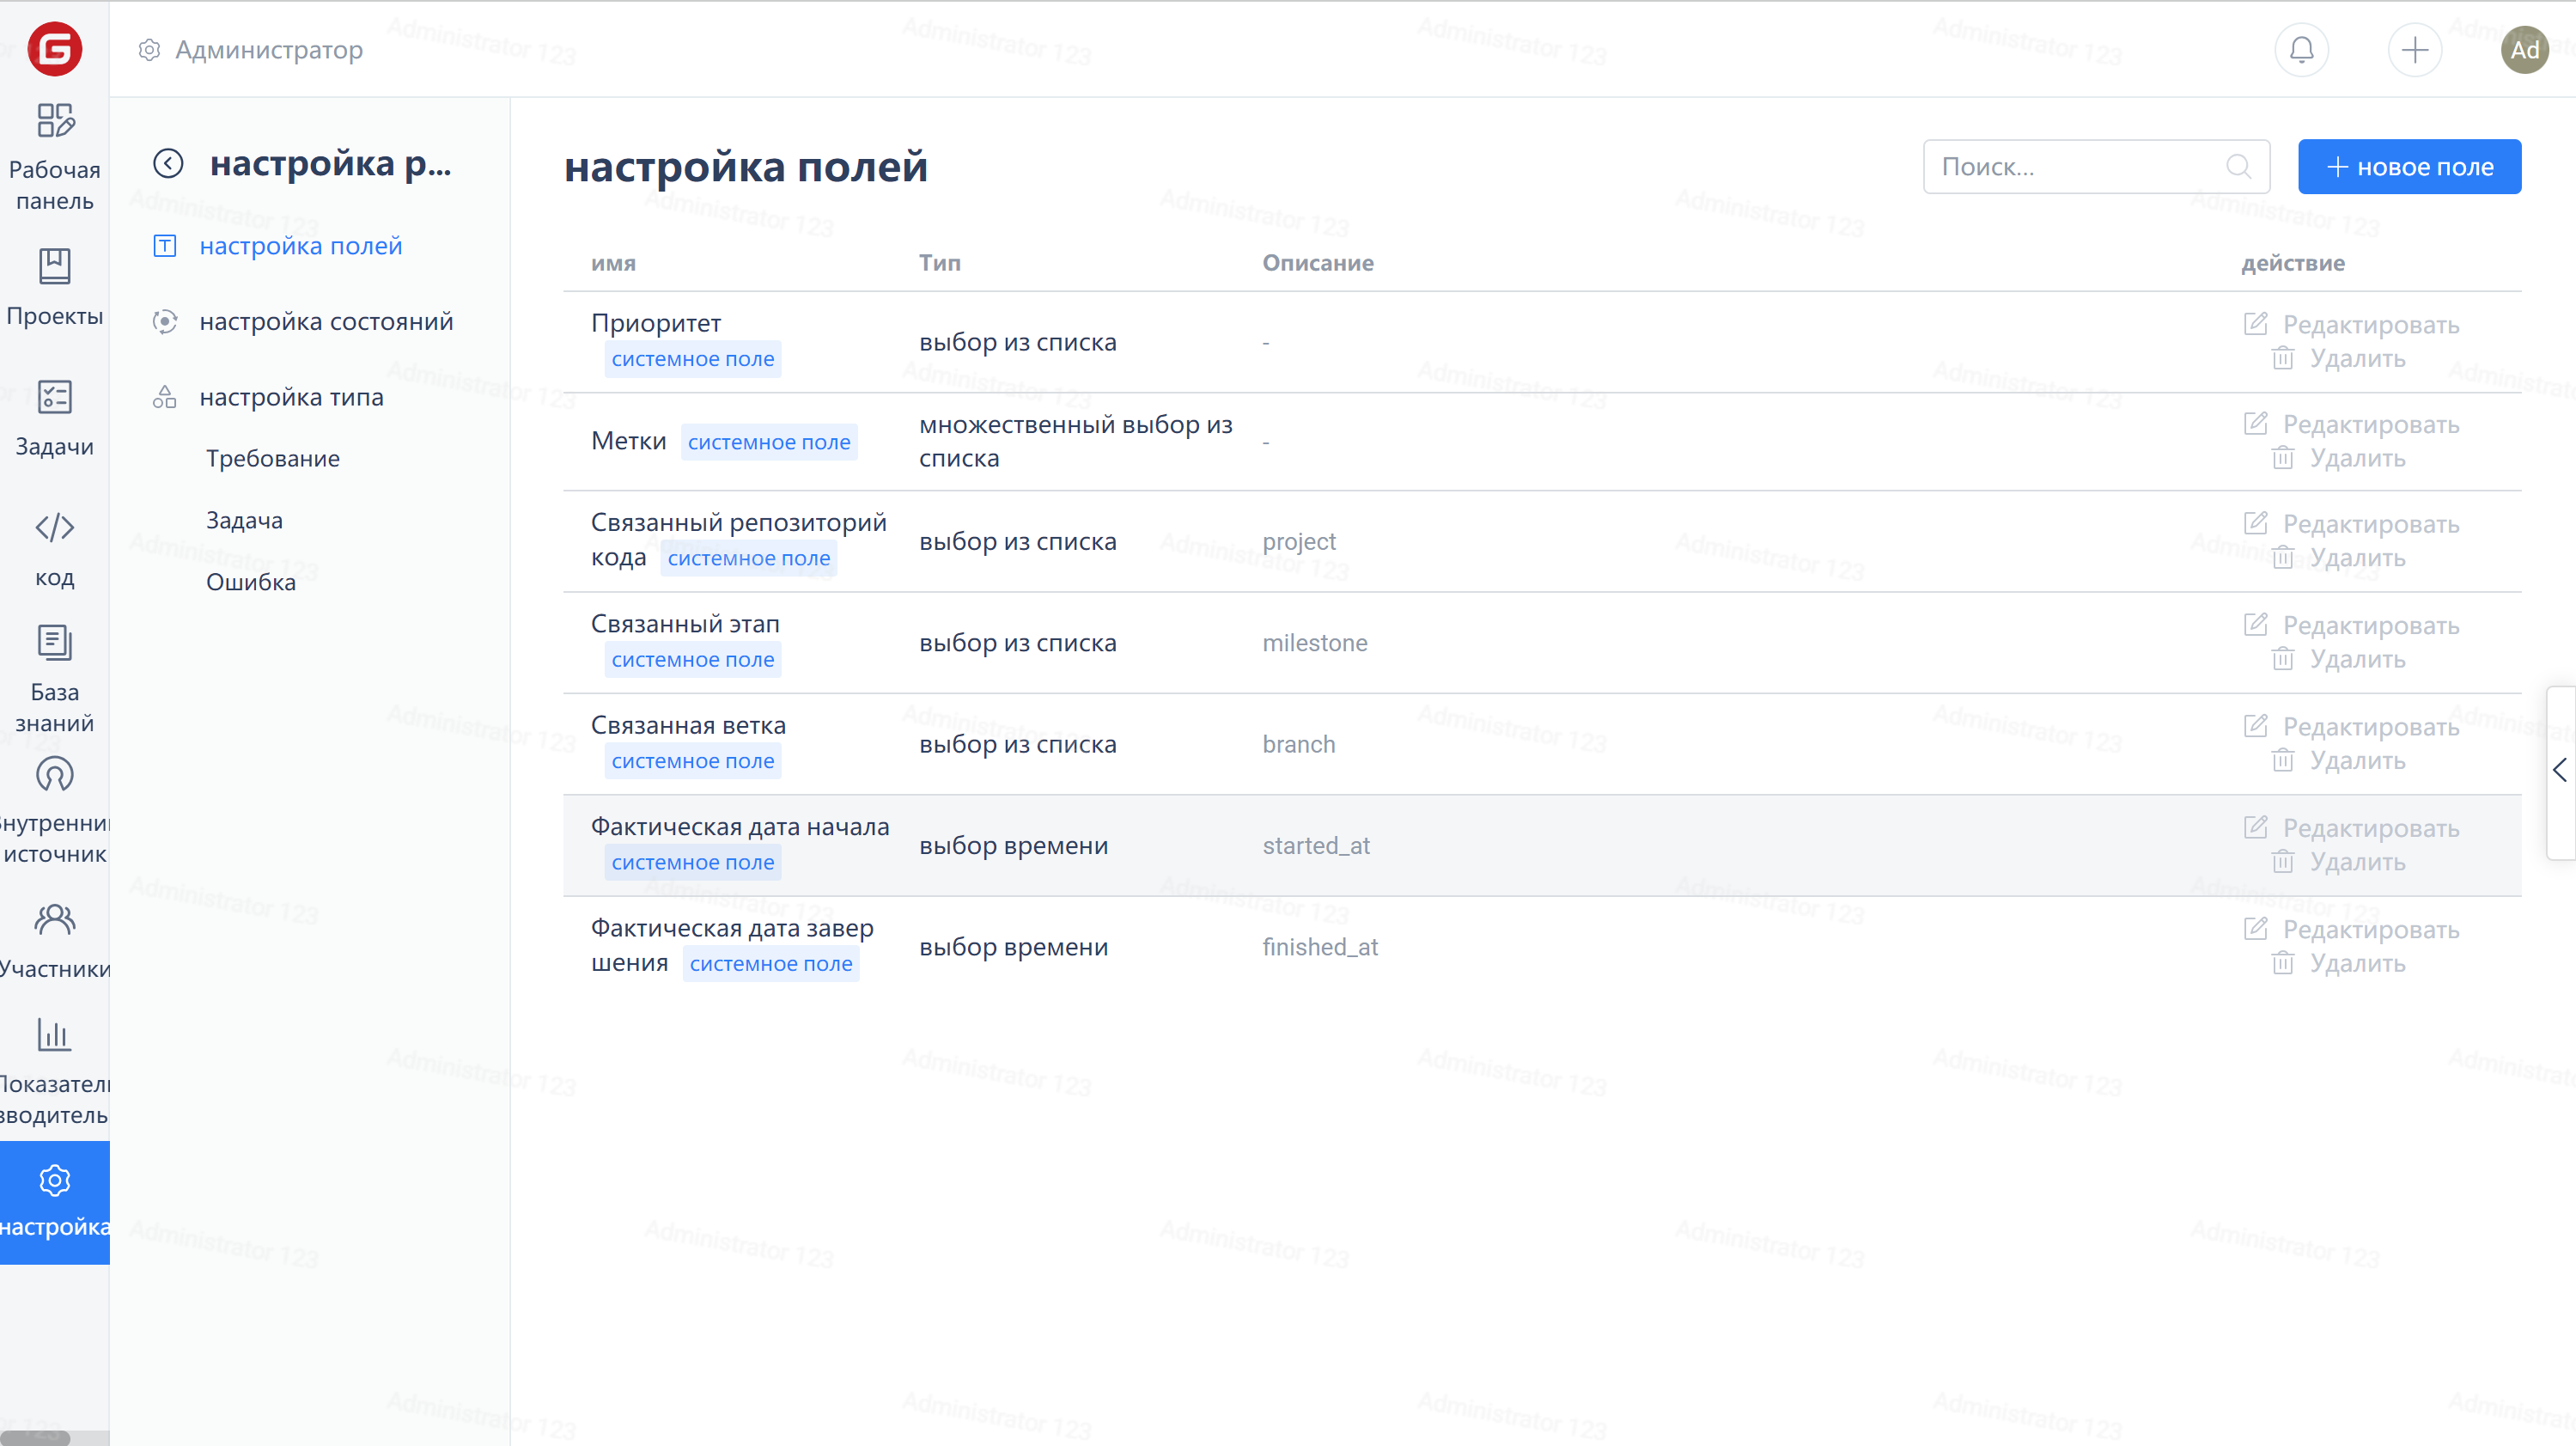 Администратор
Ad
Рабочая
панель
Проекты
Задачи
код
База
знаний
источник
Участники
настройка
настройка р...
настройка полей
настройка состояний
настройка типа
Требование
Задача
Ошибка
настройка полей
Поиск...
новое поле
имя Тип Описание действие
Приоритет
системное поле
выбор из списка
-
Редактировать
Удалить
Метки системное поле
множественный выбор из
списка
-
Редактировать
Удалить
Связанный репозиторий
кода системное поле
выбор из списка
project
Редактировать
Удалить
Связанный этап
системное поле
выбор из списка
milestone
Редактировать
Удалить
Связанная ветка
системное поле
выбор из списка
branch
Редактировать
Удалить
Фактическая дата начала
системное поле
выбор времени
started_at
Редактировать
Удалить
Фактическая дата завер
шения системное поле
выбор времени
finished_at
Редактировать
Удалить
Administrator 123